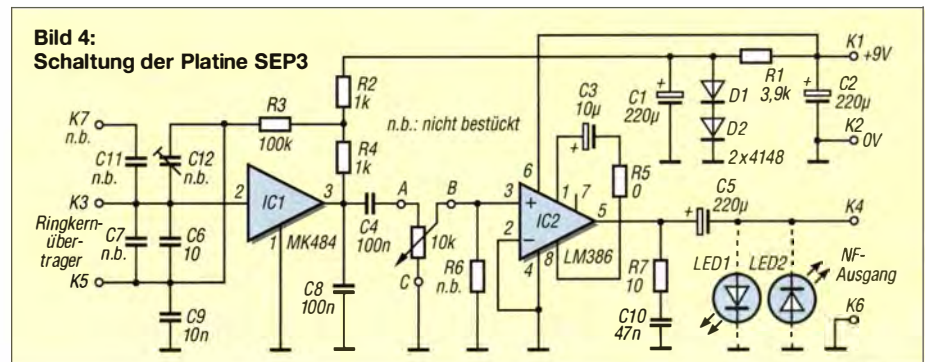 Bild 4:
Schaltung der Platine SEP3
K7
n.b.
C11
n.b.
C12
n.b.
R3
100k
R2
1k
R4
1k
n.b.: nicht bestückt
C3
10µ
C1
220µ
D1
D2
2x4148
R1
3,9k
C2
220µ
K1
+9V
K2
0V
K3
Ringkern-
über-
trager
K5
C7
n.b.
C6
10
C9
10n
2
IC1
3
1
MK484
C4
100n
C8
100n
A
10k
C
B
R6
n.b.
6
3
+
IC2
2
–
4
8
1
7
5
LM386
R5
0
+
C5
220µ
R7
10
C10
47n
LED1
LED2
K4
NF-
Ausgang
K6